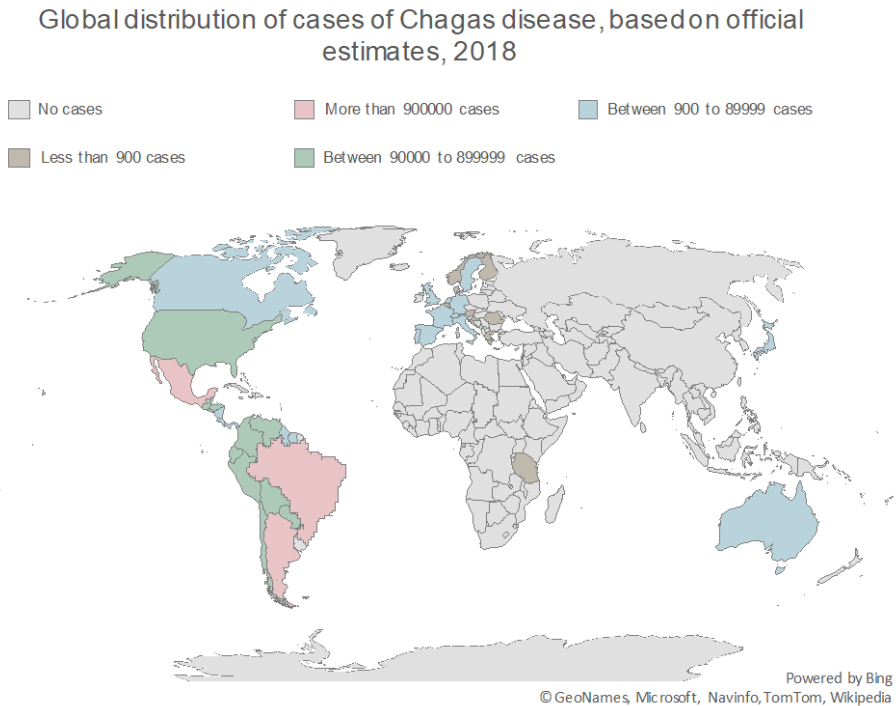 Global distribution of cases of Chagas disease, based on official
estimates, 2018
No cases
More than 900000 cases
Between 900 to 89999 cases
Less than 900 cases
Between 90000 to 899999 cases
Powered by Bing
© GeoNames, Microsoft, Navinfo, TomTom, Wikipedia